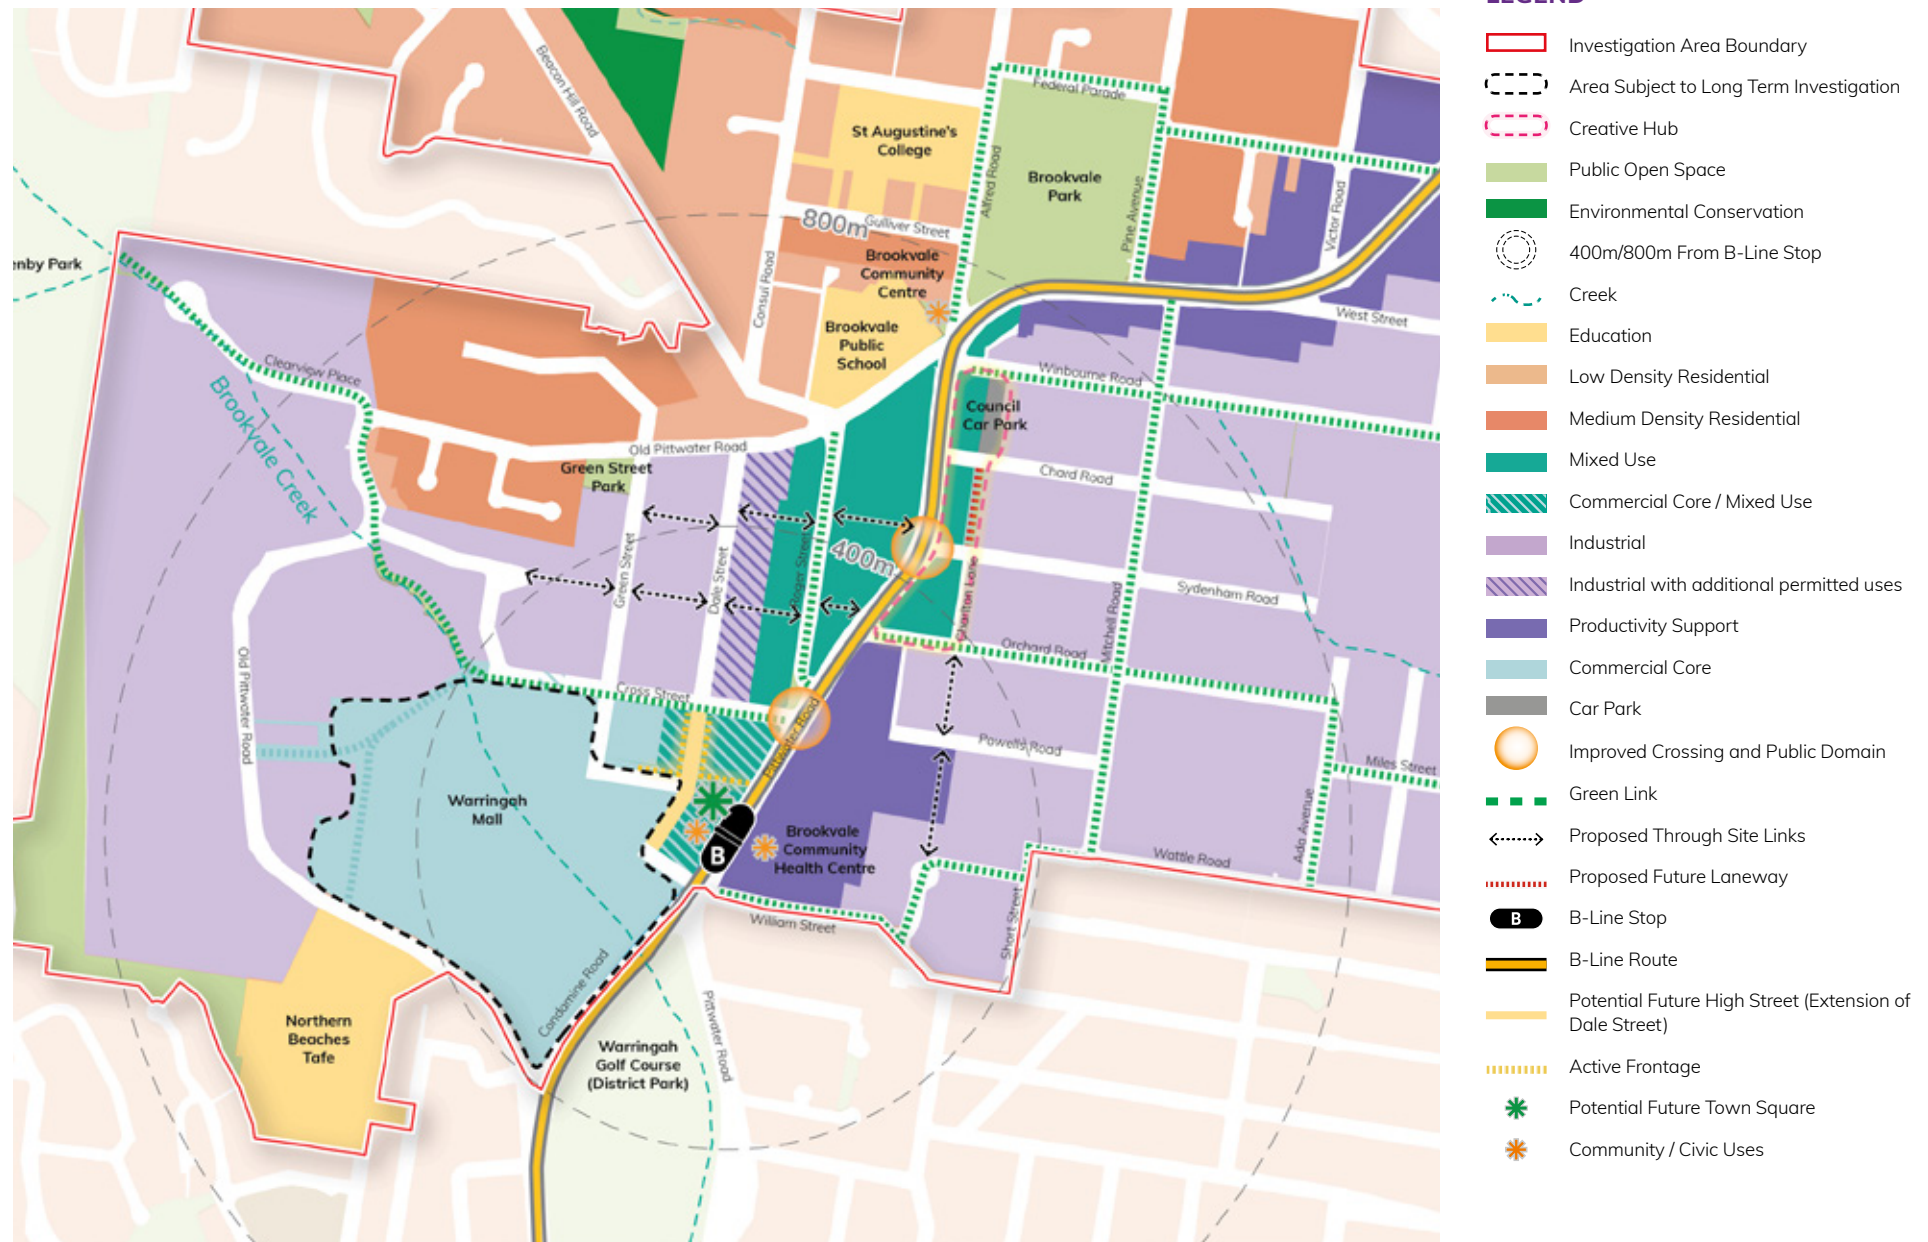 LEGEND
Investigation Area Boundary
Area Subject to Long Term Investigation
Creative Hub
Public Open Space
Environmental Conservation
400m/800m From B-Line Stop
Creek
Education
Low Density Residential
Medium Density Residential
Mixed Use
Commercial Core / Mixed Use
Industrial
Industrial with additional permitted uses
Productivity Support
Commercial Core
Car Park
Improved Crossing and Public Domain
Green Link
Proposed Through Site Links
Proposed Future Laneway
B
B-Line Stop
B-Line Route
Potential Future High Street (Extension of
Dale Street)
Active Frontage
Potential Future Town Square
Community / Civic Uses
Beacon Hill Road
Federal Parade
St Augustine's
College
Alfred Road
Brookvale
Park
Pine Avenue
Victor Road
800m
Gulliver Street
Brookvale
Community
Centre
Consul Road
enby Park
Brookvale
Public
School
West Street
Clearview Place
Winbourne Road
Brookvale Creek
Council
Car Park
Old Pittwater Road
Green Street
Park
Chard Road
400m
Green Street
Dale Street
Roger Street
Charlton Lane
Sydenham Road
Mitchell Road
Orchard Road
Old Pittwater Road
Cross Street
Pittwater Road
Powells Road
Miles Street
Warringah
Mall
Brookvale
Community
Health Centre
B
Ada Avenue
Wattle Road
William Street
Short Street
Condamine Road
Pittwater Road
Northern
Beaches
Tafe
Warringah
Golf Course
(District Park)